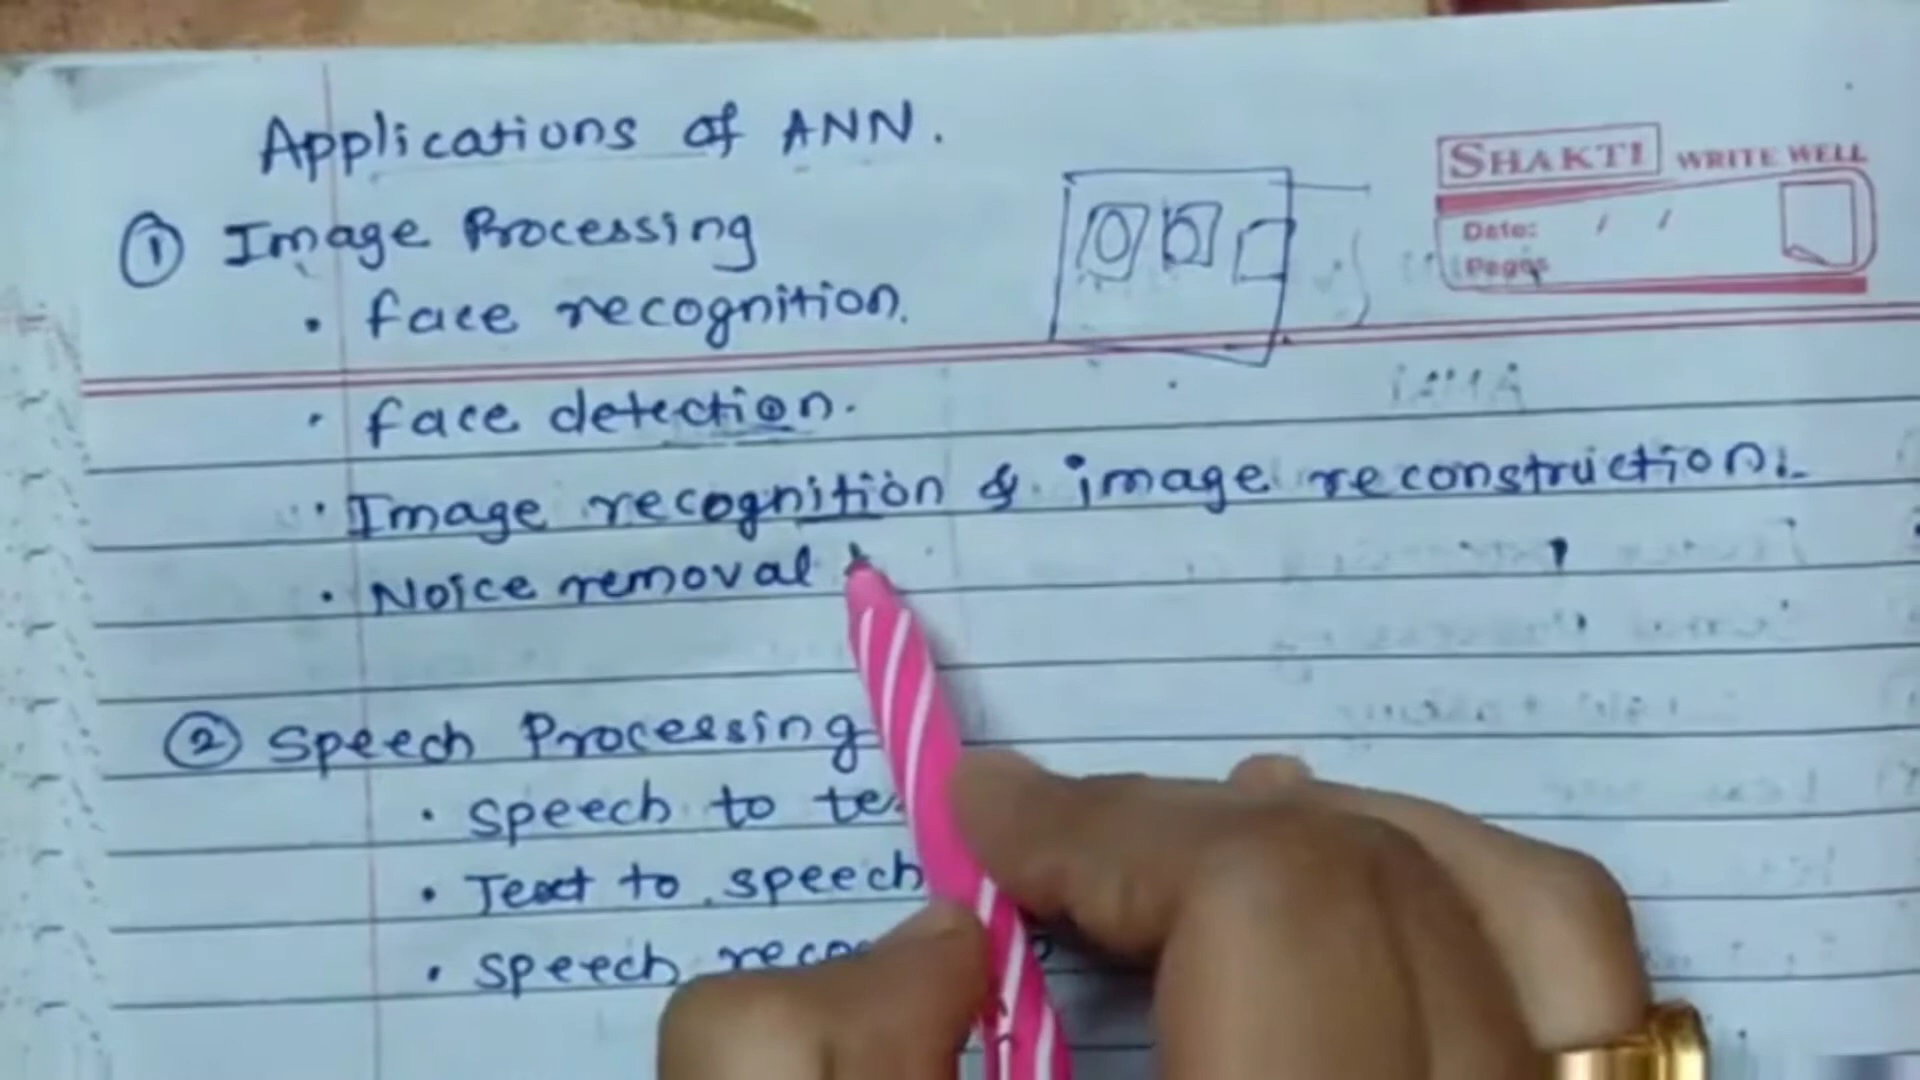 Applications of ANN.
SHAKTI WRITE WELL
Date: / /
Pages
① Image Processing
• face recognition.
• face detection.
• Image recognition & image reconstruction.
• Noice removal
② Speech Processing
• speech to
• Text to speech
• speech